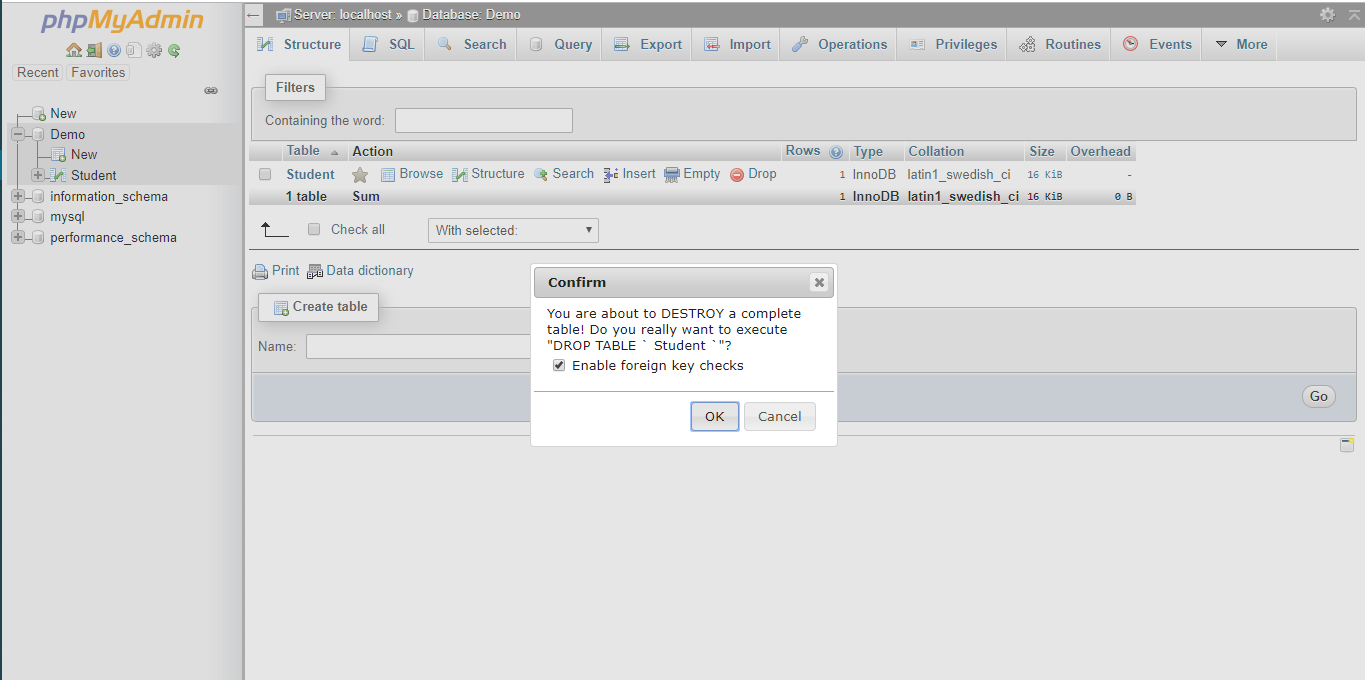 phpMyAdmin
Recent Favorites
New
Demo
New
Student
information_schema
mysql
performance_schema
Server: localhost » Database: Demo
Structure SQL Search Query Export Import Operations Privileges Routines Events More
Filters
Containing the word:
Table Action Rows Type Collation Size Overhead
Student Browse Structure Search Insert Empty Drop 1 InnoDB latin1_swedish_ci 16 KiB -
1 table Sum 1 InnoDB latin1_swedish_ci 16 KiB 0 B
Check all With selected:
Print Data dictionary
Create table
Name:
Go
Confirm
You are about to DESTROY a complete
table! Do you really want to execute
"DROP TABLE ` Student `"?
Enable foreign key checks
OK Cancel